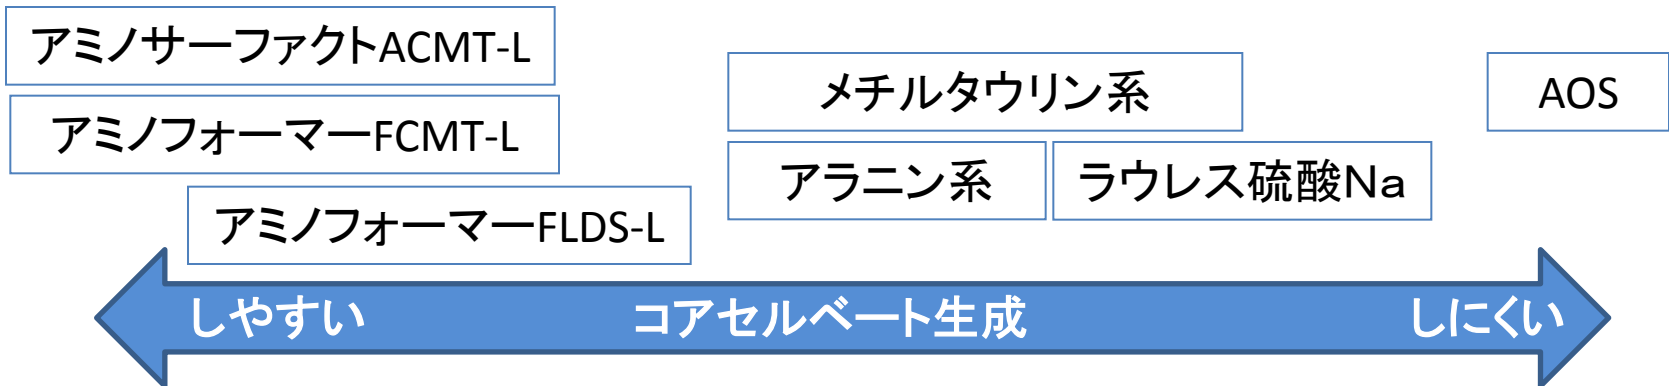 アミノサーファクトACMT-L
アミノフォーマーFCMT-L
アミノフォーマーFLDS-L
メチルタウリン系
アラニン系
ラウレス硫酸Na
AOS
しやすい
コアセルベート生成
しにくい